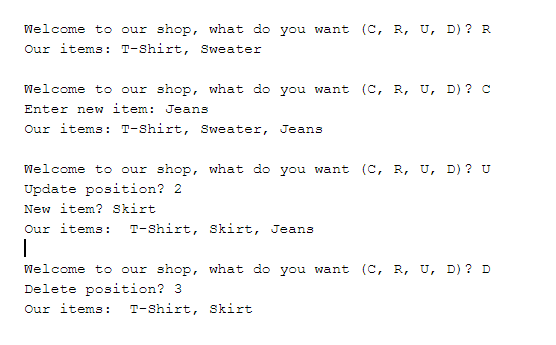 Welcome to our shop, what do you want (C, R, U, D)? R
Our items: T-Shirt, Sweater
Welcome to our shop, what do you want (C, R, U, D)? C
Enter new item: Jeans
Our items: T-Shirt, Sweater, Jeans
Welcome to our shop, what do you want (C, R, U, D)? U
Update position? 2
New item? Skirt
Our items:  T-Shirt, Skirt, Jeans
Welcome to our shop, what do you want (C, R, U, D)? D
Delete position? 3
Our items:  T-Shirt, Skirt